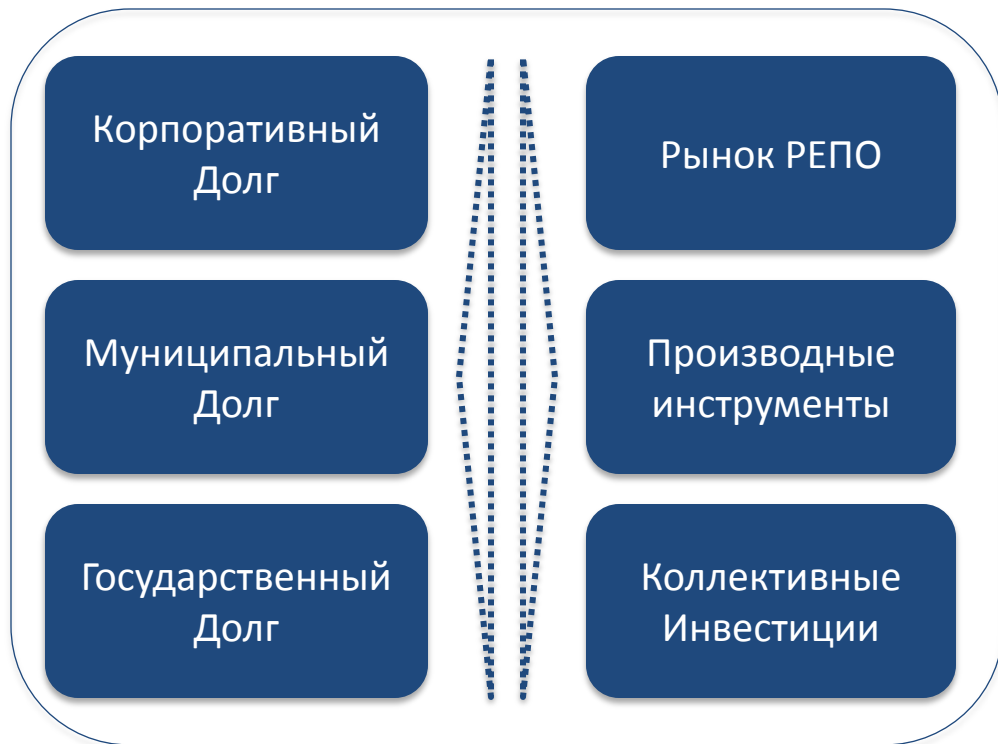 Корпоративный
Долг
Рынок РЕПО
Муниципальный
Долг
Производные
инструменты
Государственный
Долг
Коллективные
Инвестиции